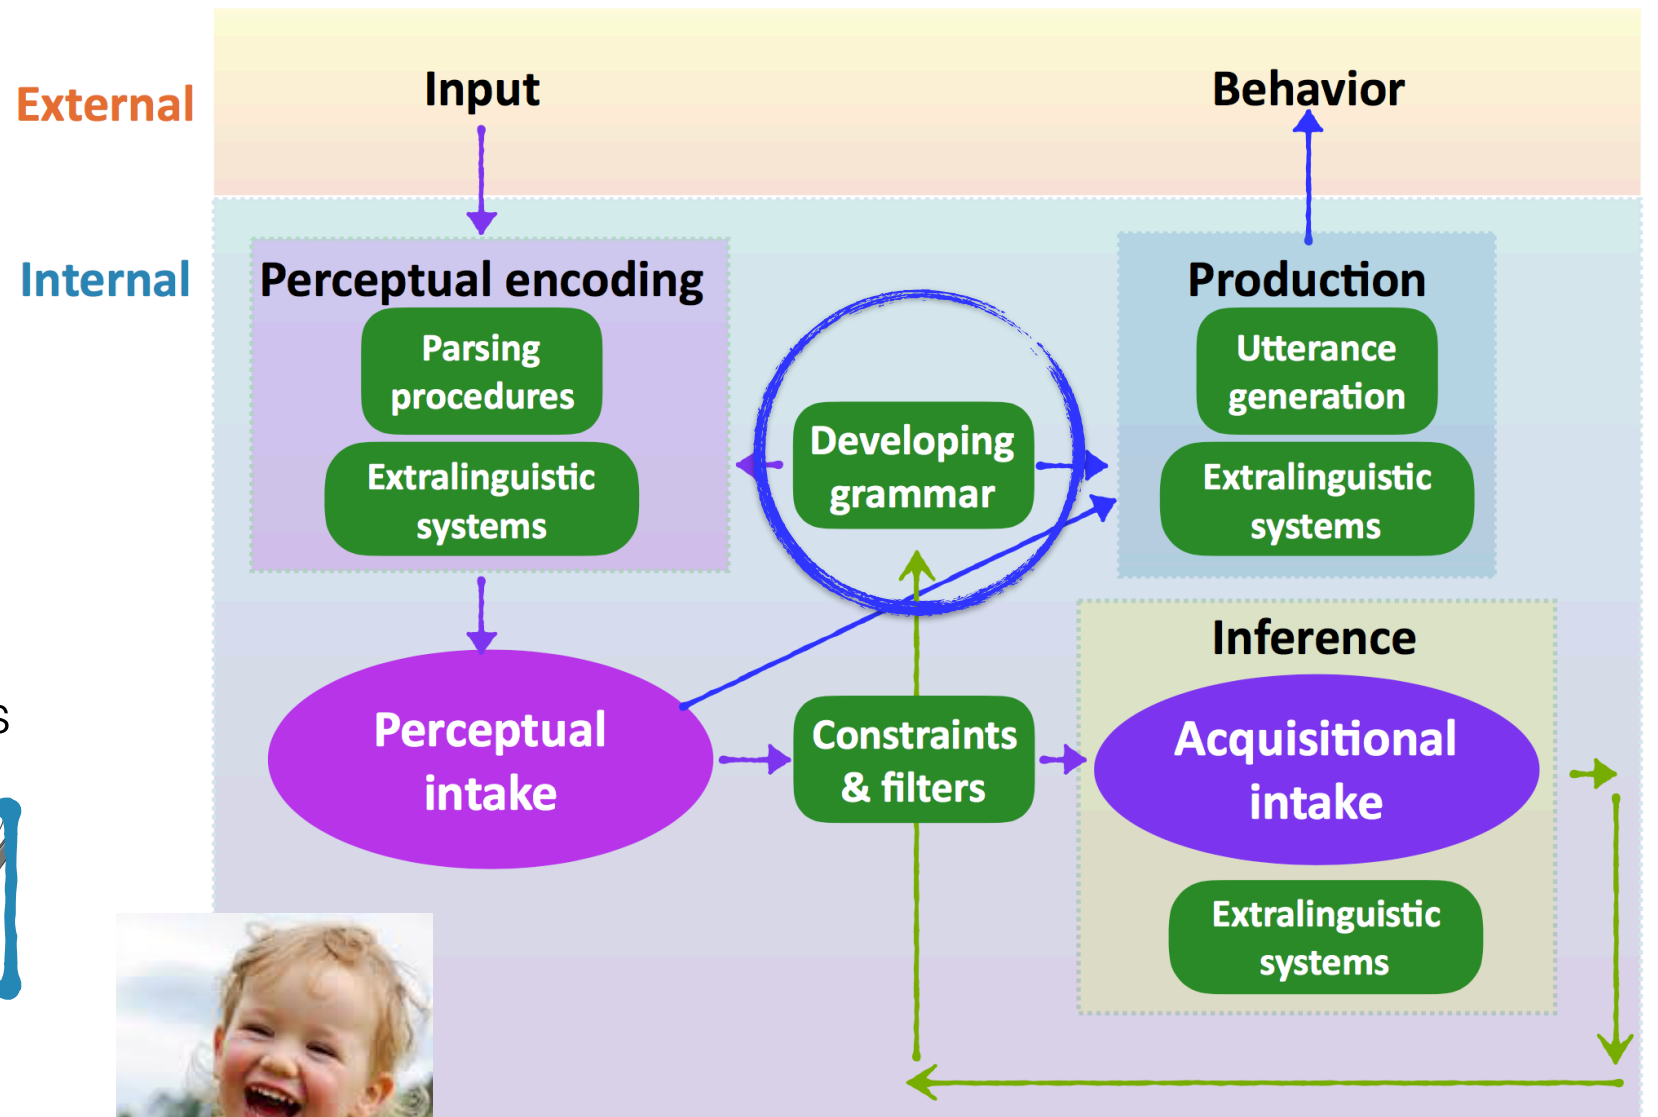 External
Input
Behavior
Internal
Perceptual encoding
Parsing
procedures
Extralinguistic
systems
Developing
grammar
Production
Utterance
generation
Extralinguistic
systems
Perceptual
intake
Constraints
& filters
Inference
Acquisitional
intake
Extralinguistic
systems
s